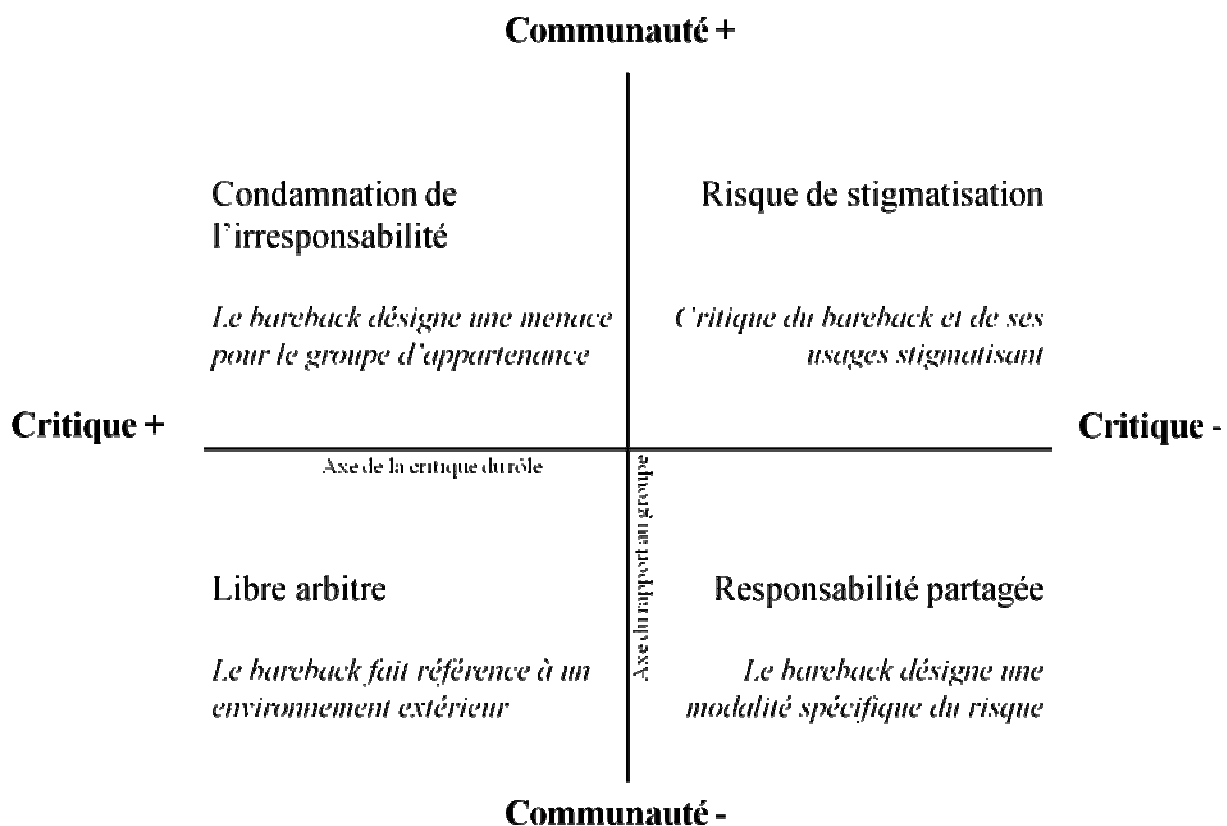 Communauté +
Condamnation de
l'irresponsabilité
Le bareback désigne une menace
pour le groupe d'appartenance
Risque de stigmatisation
Critique du bareback et de ses
usages stigmatisant
Critique +
Critique -
Axe de la critique du rôle
Axe du rapport au groupe
Libre arbitre
Le bareback fait référence à un
environnement extérieur
Responsabilité partagée
Le bareback désigne une
modalité spécifique du risque
Communauté -